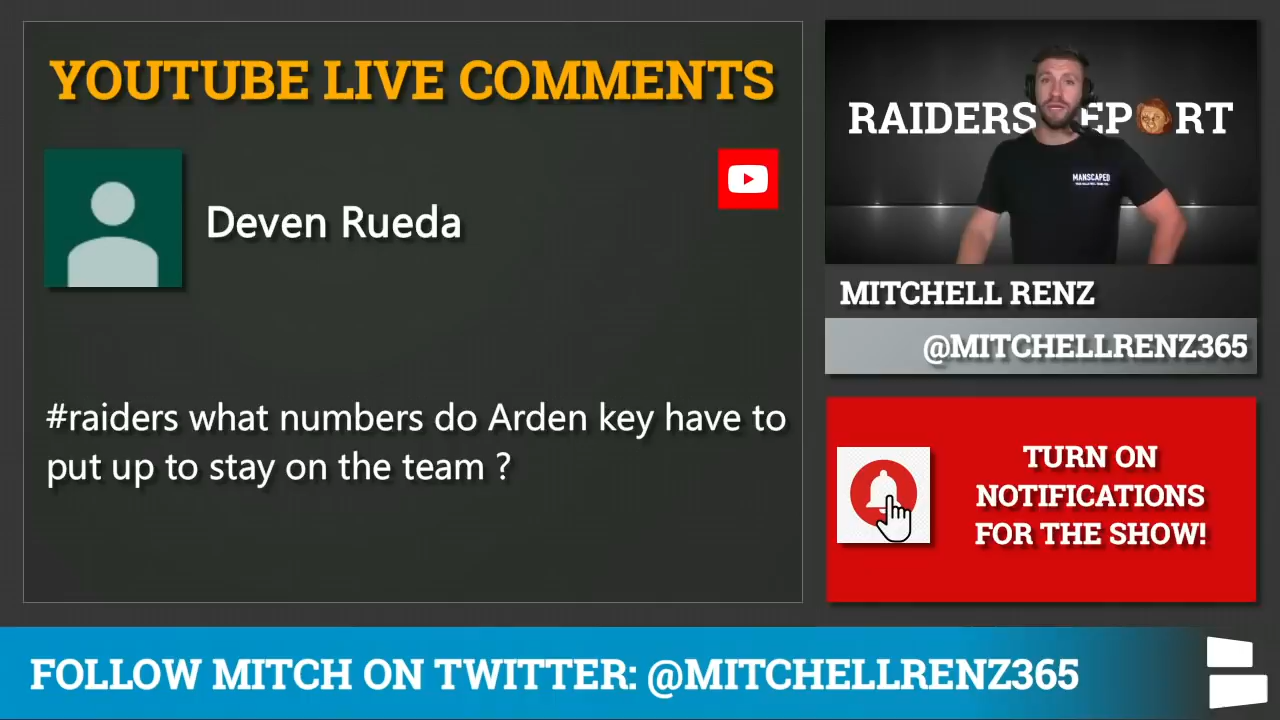 YOUTUBE LIVE COMMENTS
Deven Rueda
#raiders what numbers do Arden key have to
put up to stay on the team ?
RAIDERS EP RT
MANSCAPED
MITCHELL RENZ
@MITCHELLRENZ365
TURN ON
NOTIFICATIONS
FOR THE SHOW!
FOLLOW MITCH ON TWITTER: @MITCHELLRENZ365